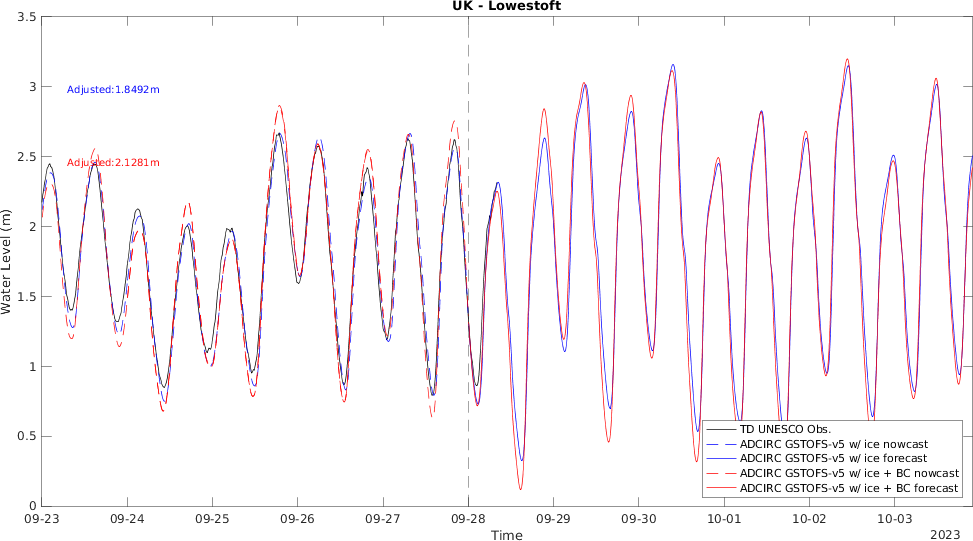 UK - Lowestoft
3.5
3
2.5
2
1.5
1
0.5
0
Water Level (m)
Adjusted:1.8492m
Adjusted:2.1281m
TD UNESCO Obs.
ADCIRC GSTOFS-v5 w/ ice nowcast
ADCIRC GSTOFS-v5 w/ ice forecast
ADCIRC GSTOFS-v5 w/ ice + BC nowcast
ADCIRC GSTOFS-v5 w/ ice + BC forecast
09-23 09-24 09-25 09-26 09-27 09-28 09-29 09-30 10-01 10-02 10-03
Time
2023